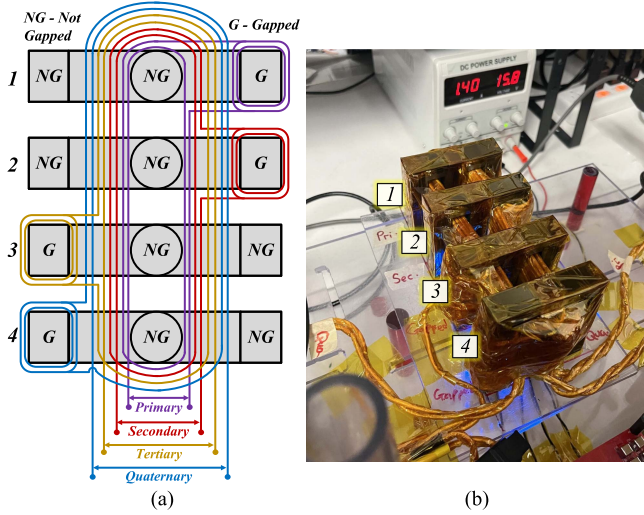 NG - Not
Gapped
G - Gapped
1
NG
NG
G
2
NG
NG
G
3
G
NG
NG
4
G
NG
NG
Primary
Secondary
Tertiary
Quaternary
(a)
DC POWER SUPPLY
1.40
15.8
1
Pri-
2
Sec.
3
4
(b)